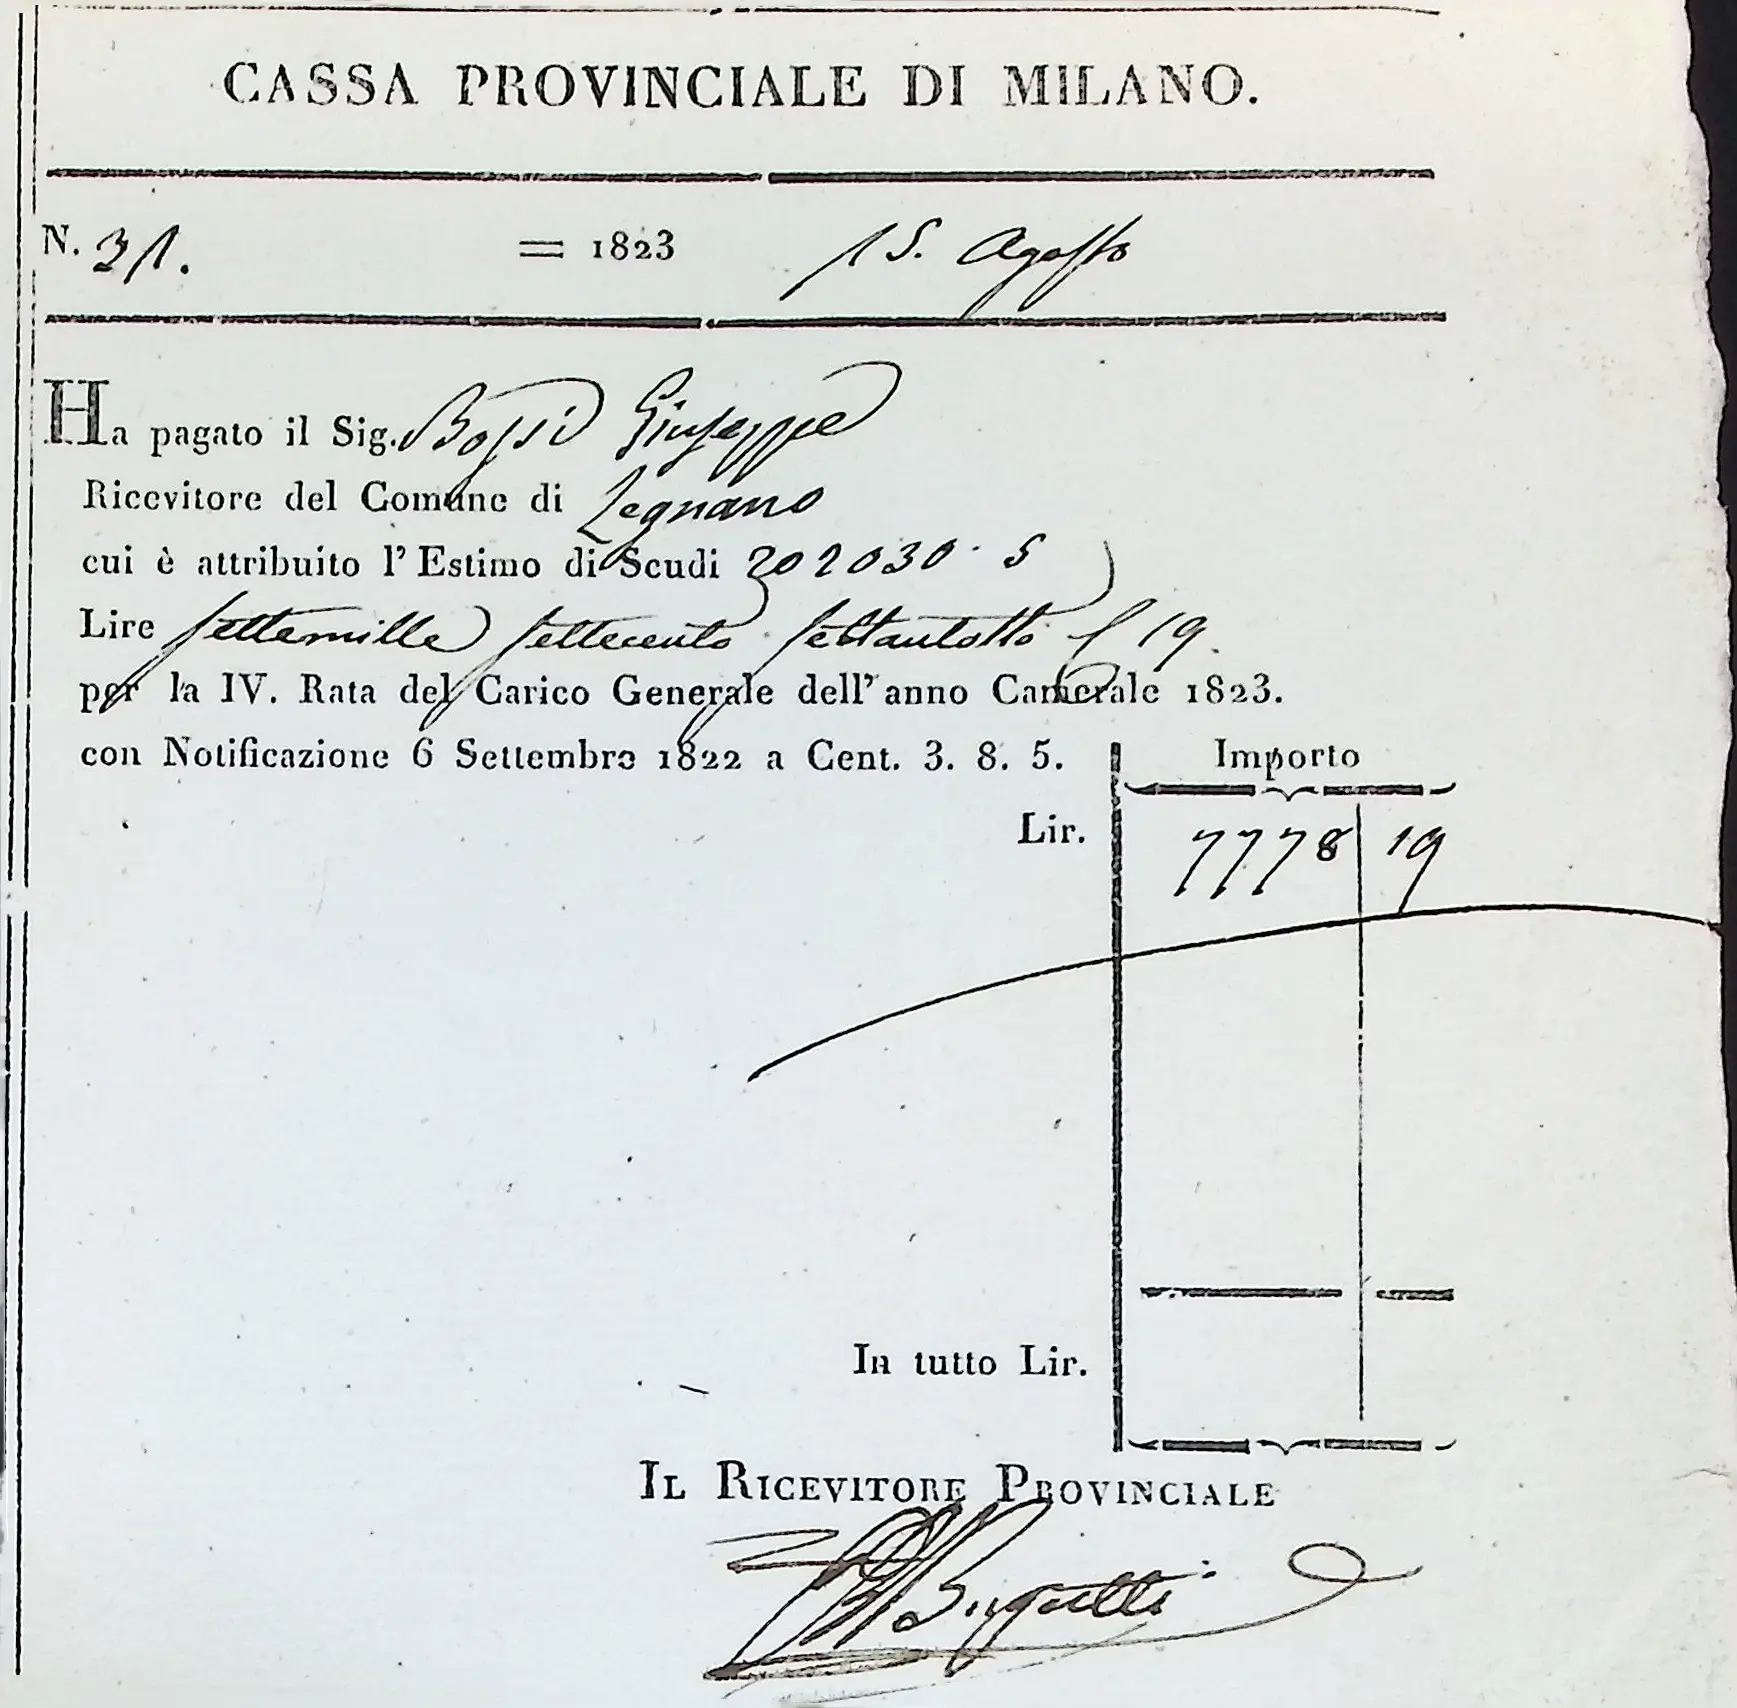 CASSA PROVINCIALE DI MILANO.
N. 31. = 1823 15. Agosto
Ha pagato il Sig. Bossi Giuseppe
Ricevitore del Comune di Legnano
cui è attribuito l'Estimo di Scudi 202030. 5
Lire settemille settecento settantotto / 19.
per la IV. Rata del Carico Generale dell'anno Camerale 1823.
con Notificazione 6 Settembre 1822 a Cent. 3. 8. 5. Importo
Lir. 7778 19
In tutto Lir.
IL RICEVITORE PROVINCIALE
Bugatti